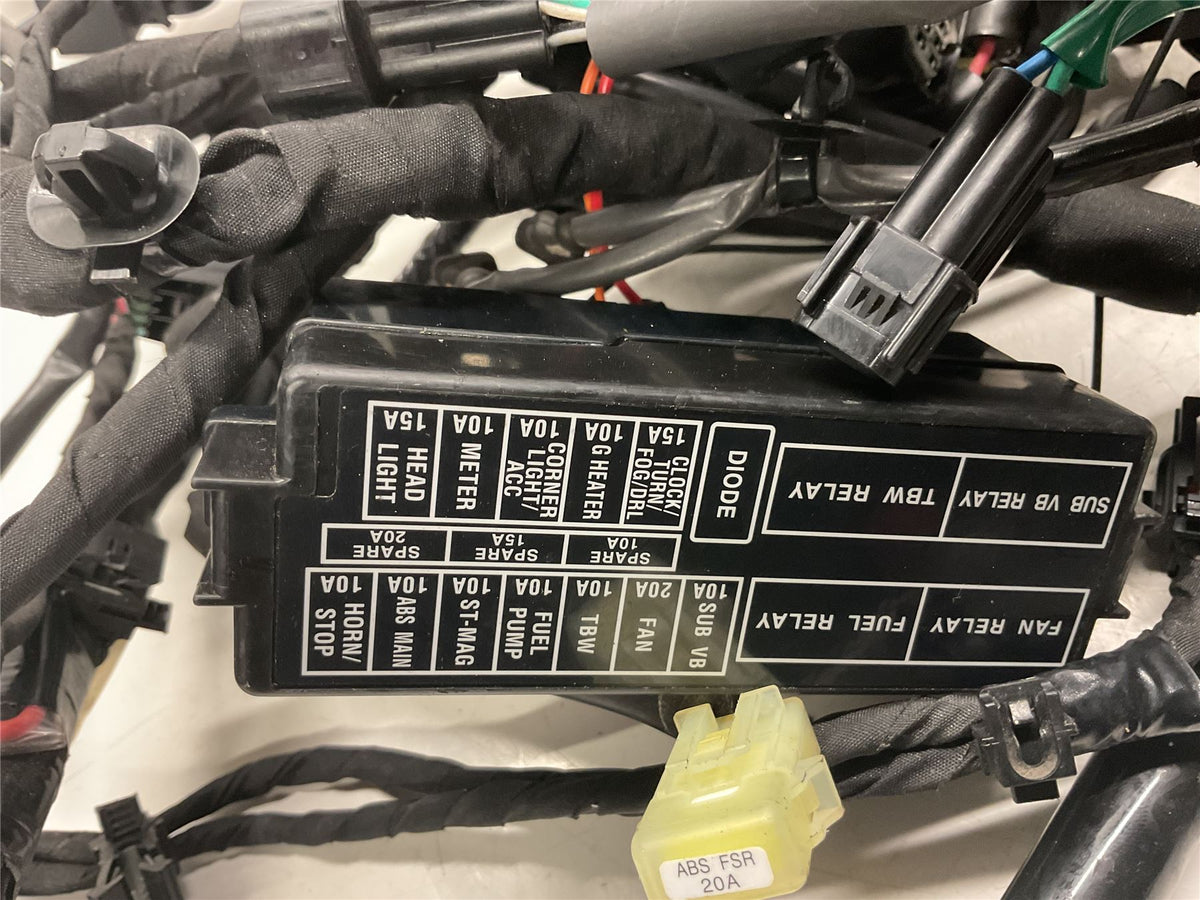 15A
HEAD
LIGHT
10A
METER
10A
CORNER
LIGHT/
ACC
10A
G HEATER
15A
CLOCK/
TURN/
FOG/DRL
DIODE
TBW RELAY
SUB VB RELAY
SPARE
20A
SPARE
15A
SPARE
10A
10A
HORN/
STOP
10A
ABS MAIN
10A
ST-MAG
10A
FUEL
PUMP
10A
TBW
20A
FAN
10A
SUB VB
FUEL RELAY
FAN RELAY
ABS FSR
20A